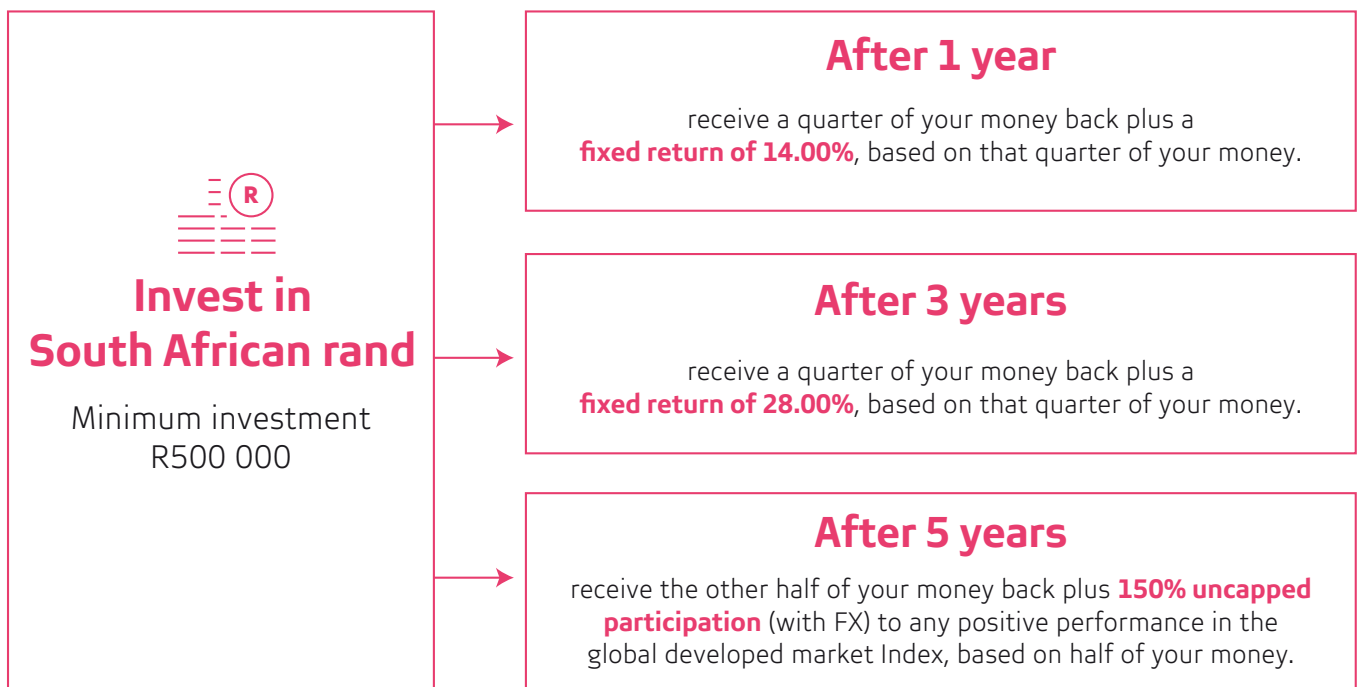 R
Invest in
South African rand
Minimum investment
R500 000
After 1 year
receive a quarter of your money back plus a
fixed return of 14.00%, based on that quarter of your money.
After 3 years
receive a quarter of your money back plus a
fixed return of 28.00%, based on that quarter of your money.
After 5 years
receive the other half of your money back plus 150% uncapped
participation (with FX) to any positive performance in the
global developed market Index, based on half of your money.